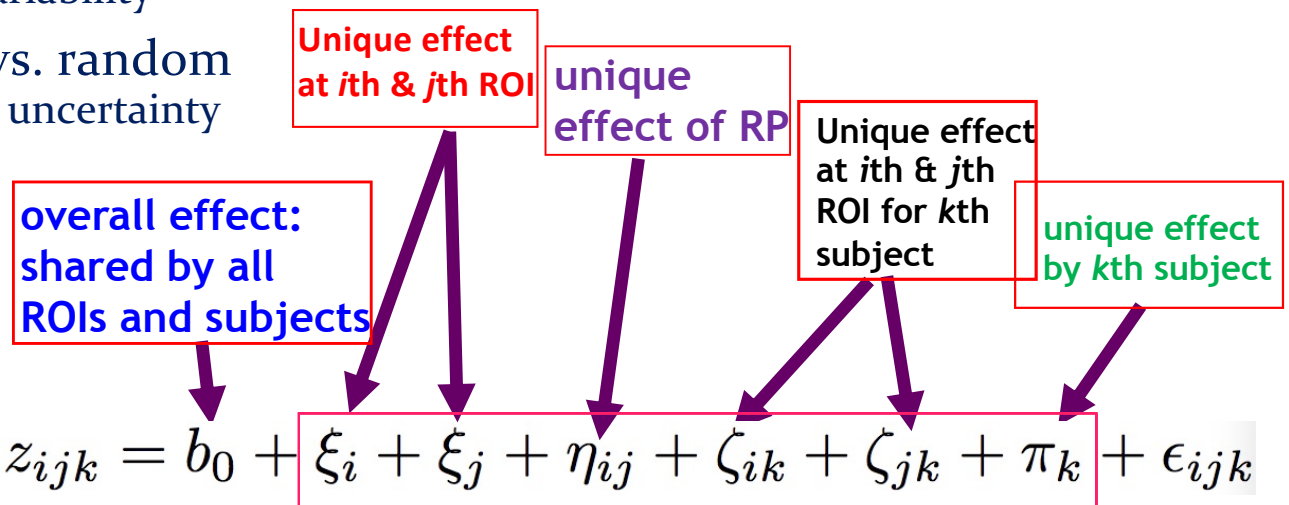 vs. random
uncertainty
Unique effect
at ith & jth ROI
unique
effect of RP
Unique effect
at ith & jth
ROI for kth
subject
unique effect
by kth subject
overall effect:
shared by all
ROIs and subjects
z_{ijk} = b_0 + ξ_i + ξ_j + η_{ij} + ζ_{ik} + ζ_{jk} + π_k + ϵ_{ijk}